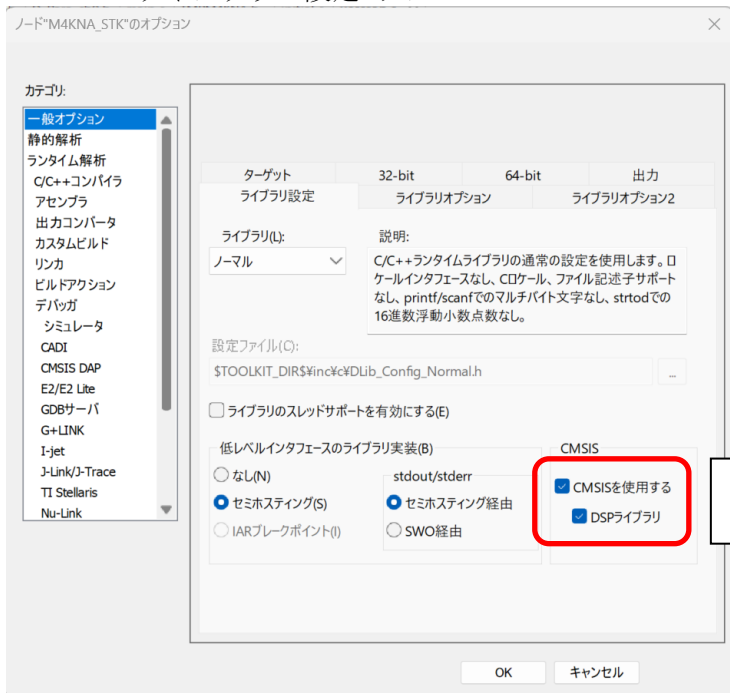 ノード"M4KNA_STK"のオプション
カテゴリ:
一般オプション
静的解析
ランタイム解析
C/C++コンパイラ
アセンブラ
出力コンバータ
カスタムビルド
リンカ
ビルドアクション
デバッガ
シミュレータ
CADI
CMSIS DAP
E2/E2 Lite
GDBサーバ
G+LINK
I-jet
J-Link/J-Trace
TI Stellaris
Nu-Link
ターゲット 32-bit 64-bit 出力
ライブラリ設定 ライブラリオプション ライブラリオプション2
ライブラリ(L): 説明:
ノーマル
C/C++ランタイムライブラリの通常の設定を使用します。ロ
ケールインタフェースなし、Cロケール、ファイル記述子サポート
なし、printf/scanfでのマルチバイト文字なし、strtodでの
16進数浮動小数点数なし。
設定ファイル(C):
$TOOLKIT_DIR$¥inc¥c¥DLib_Config_Normal.h ...
ライブラリのスレッドサポートを有効にする(E)
低レベルインタフェースのライブラリ実装(B) CMSIS
なし(N) stdout/stderr
セミホスティング(S) セミホスティング経由
IARブレークポイント(I) SWO経由
CMSISを使用する
DSPライブラリ
OK キャンセル